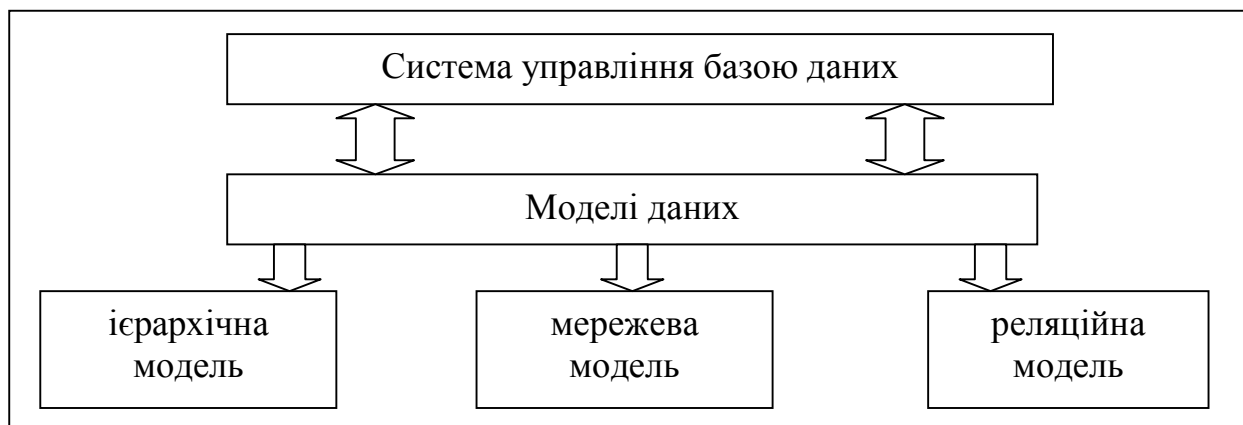 Система управління базою даних
Моделі даних
ієрархічна
модель
мережева
модель
реляційна
модель